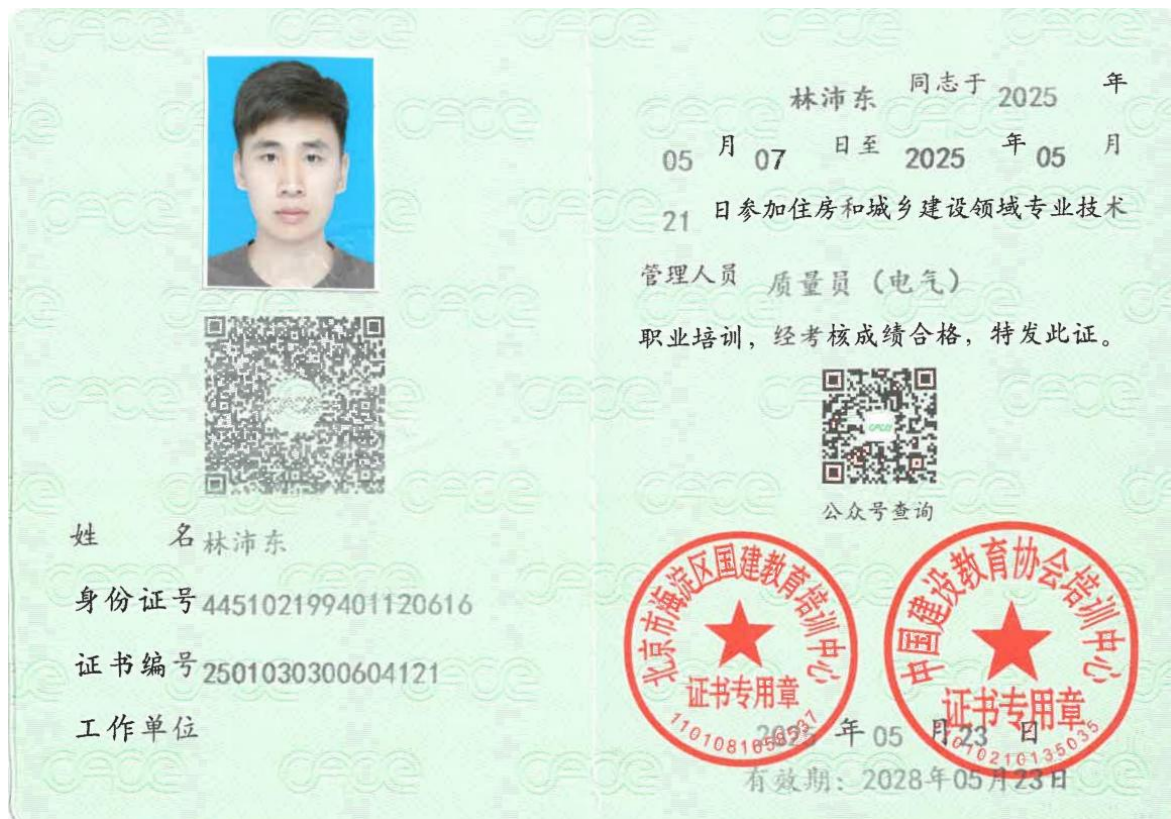 姓 名 林沛东
身份证号 445102199401120616
证书编号 2501030300604121
工作单位
林沛东 同志于 2025 年
05 月 07 日至 2025 年 05 月
21 日参加住房和城乡建设领域专业技术
管理人员 质量员（电气）
职业培训，经考核成绩合格，特发此证。
公众号查询
北京市海淀区国建教育培训中心
证书专用章
中国建设教育协会培训中心
证书专用章
2025 年 05 月 23 日
有效期：2028年05月23日